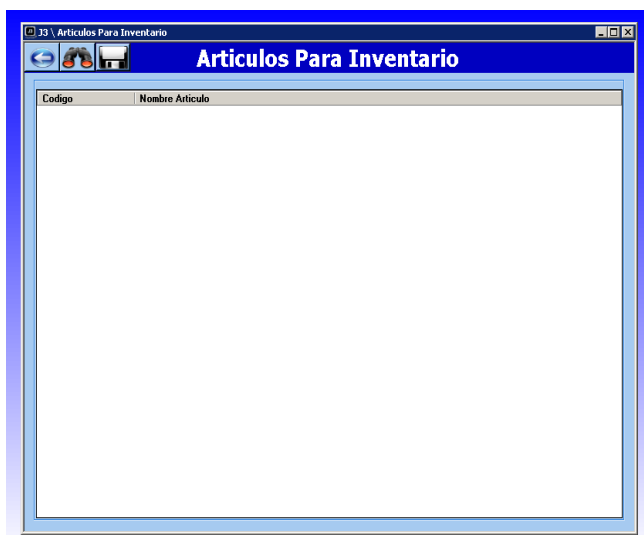 J3 \ Articulos Para Inventario
Articulos Para Inventario
Codigo Nombre Articulo